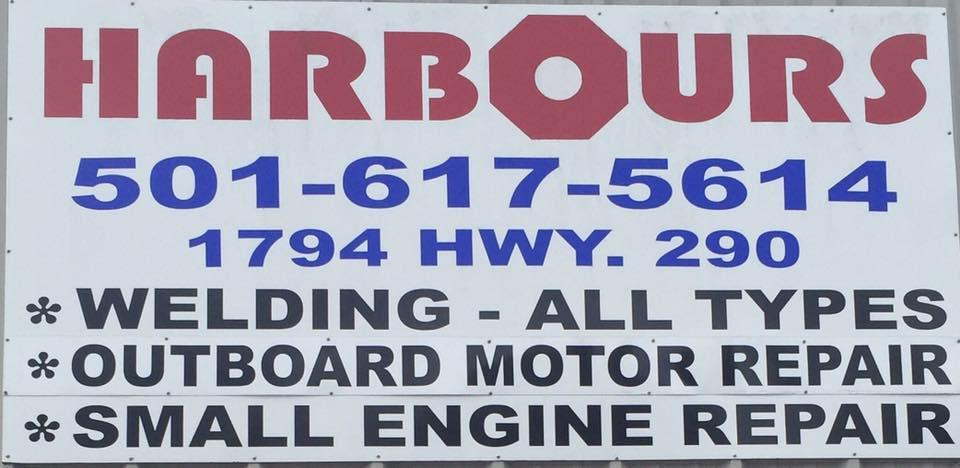 HARBOURS
501-617-5614
1794 HWY. 290
* WELDING - ALL TYPES
* OUTBOARD MOTOR REPAIR
* SMALL ENGINE REPAIR